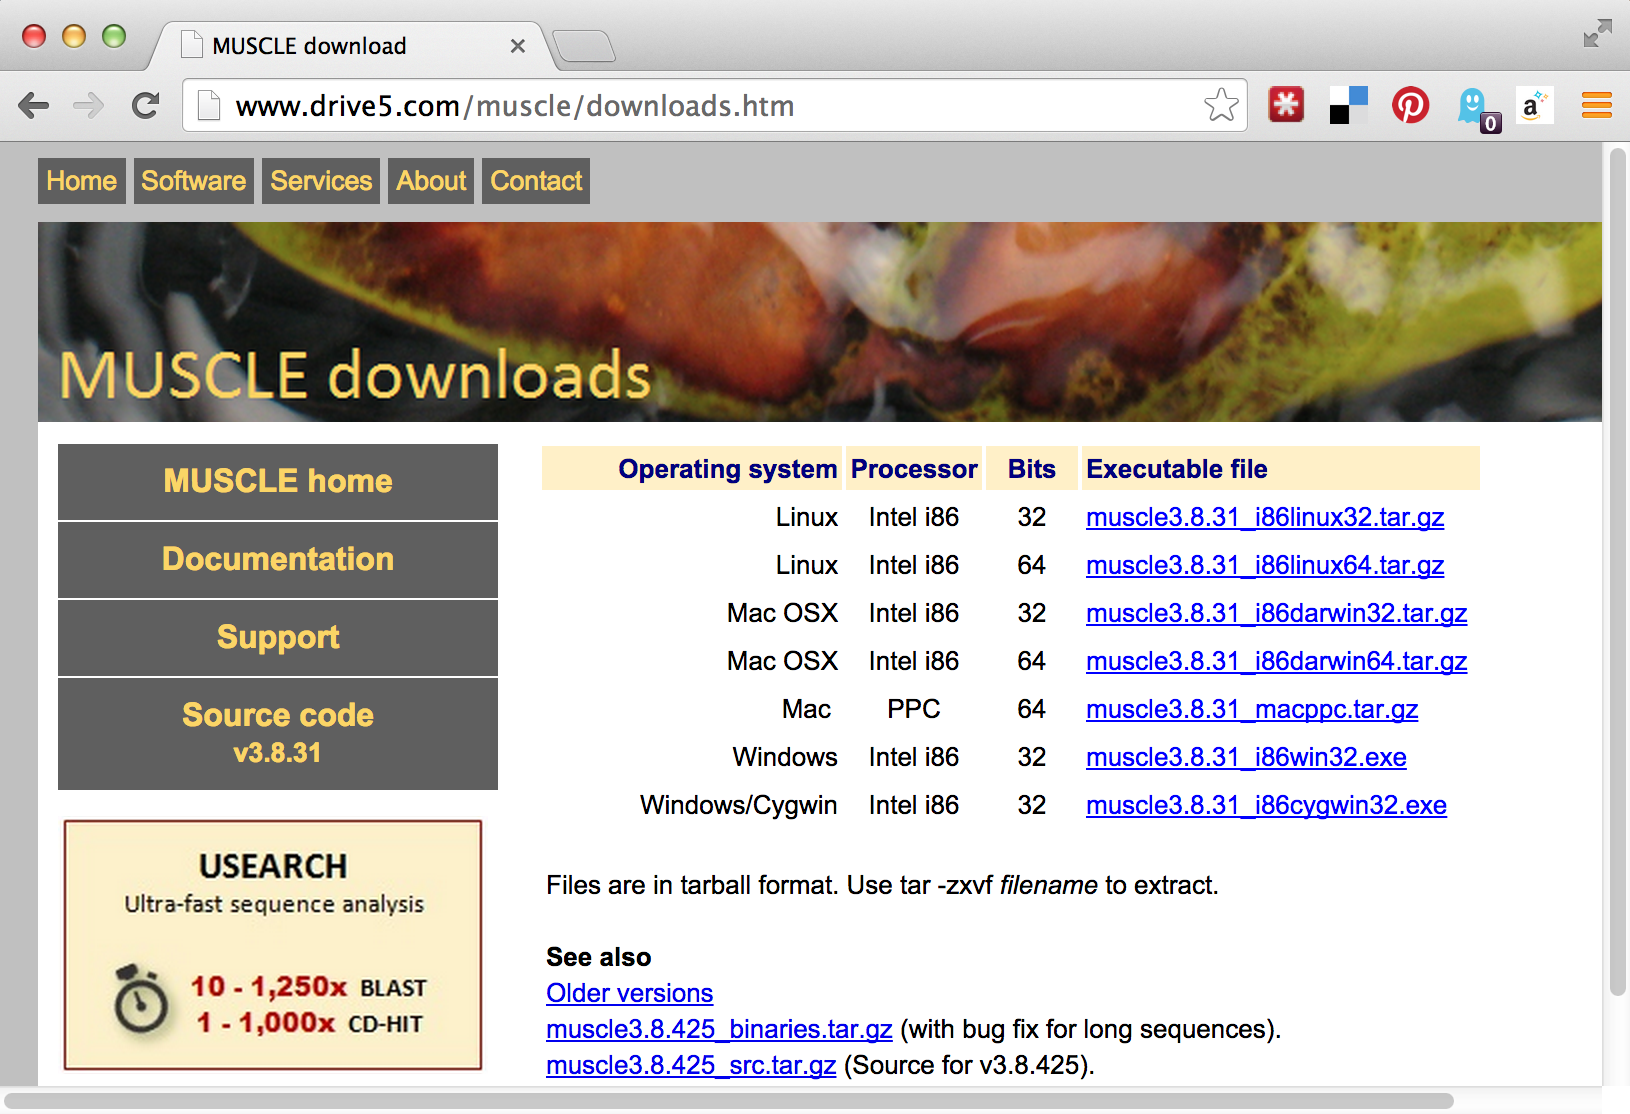 MUSCLE download
www.drive5.com/muscle/downloads.htm
0
a
Home Software Services About Contact
MUSCLE downloads
MUSCLE home
Documentation
Support
Source code
v3.8.31
USEARCH
Ultra-fast sequence analysis
10 - 1,250x BLAST
1 - 1,000x CD-HIT
Operating system Processor Bits Executable file
Linux Intel i86 32 muscle3.8.31_i86linux32.tar.gz
Linux Intel i86 64 muscle3.8.31_i86linux64.tar.gz
Mac OSX Intel i86 32 muscle3.8.31_i86darwin32.tar.gz
Mac OSX Intel i86 64 muscle3.8.31_i86darwin64.tar.gz
Mac PPC 64 muscle3.8.31_macppc.tar.gz
Windows Intel i86 32 muscle3.8.31_i86win32.exe
Windows/Cygwin Intel i86 32 muscle3.8.31_i86cygwin32.exe
Files are in tarball format. Use tar -zxvf filename to extract.
See also
Older versions
muscle3.8.425_binaries.tar.gz (with bug fix for long sequences).
muscle3.8.425_src.tar.gz (Source for v3.8.425).